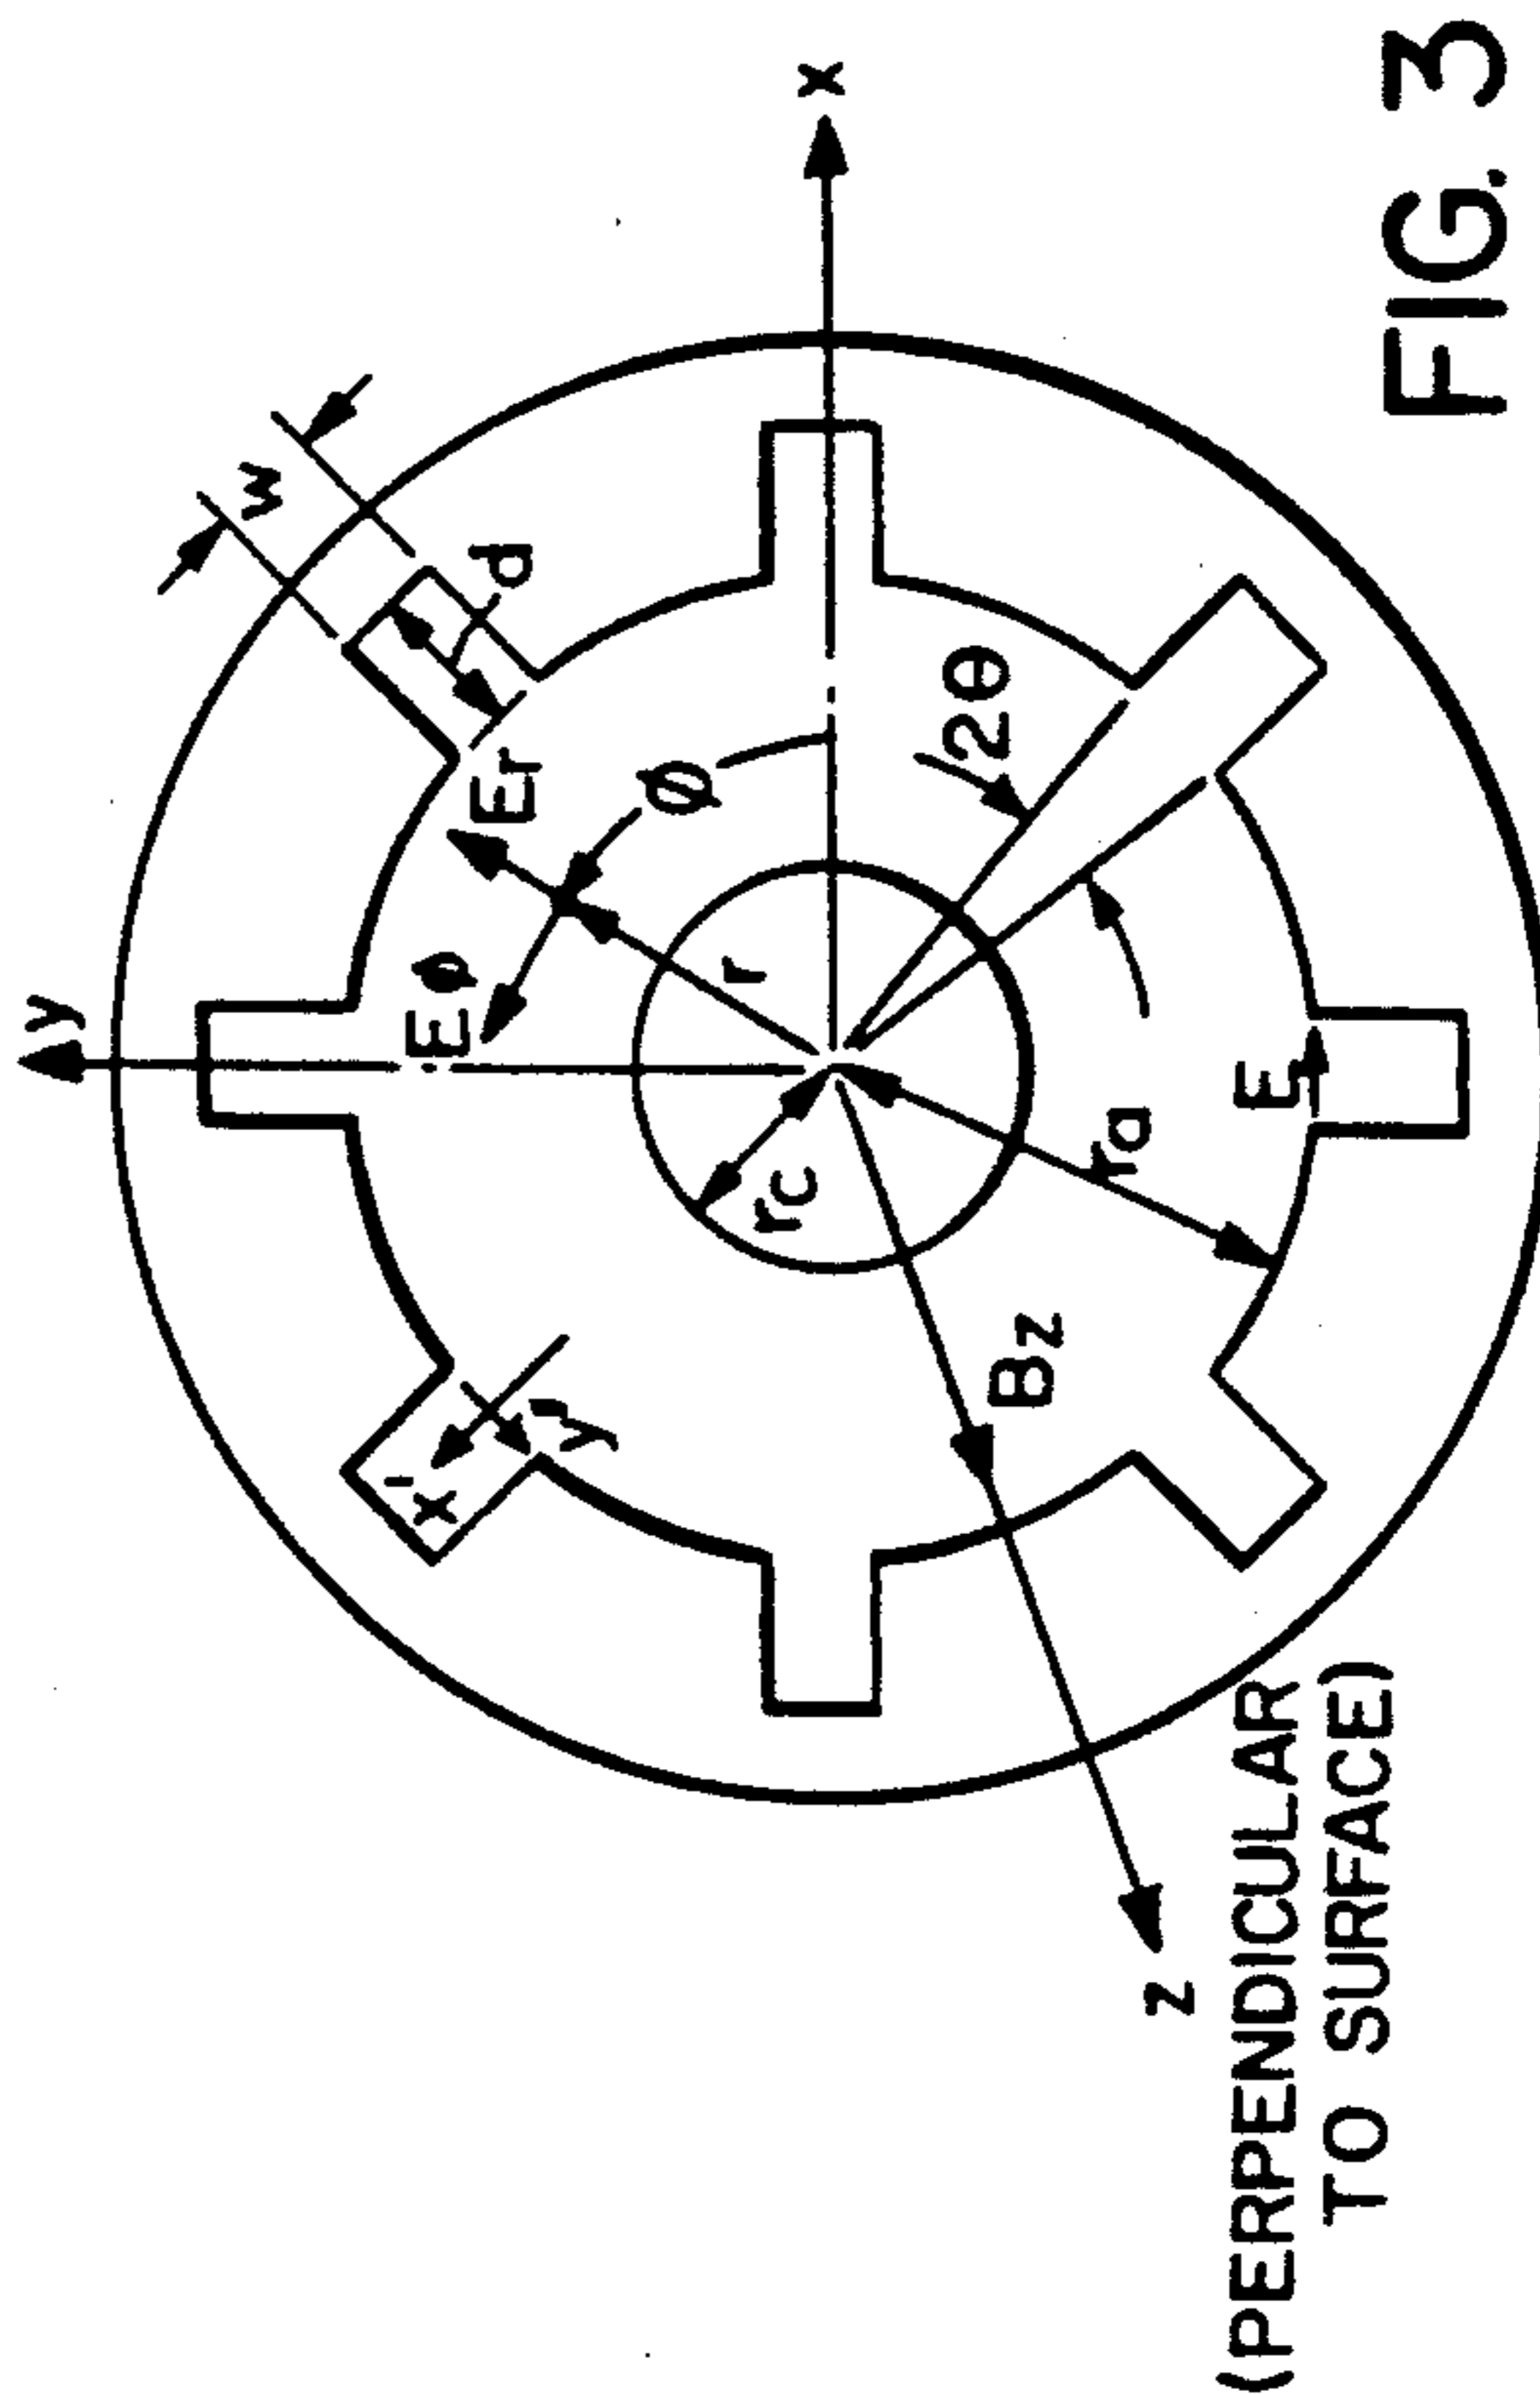 y
x
w
d
Er
Eφ
φ
r
2θ
rc
ra
E
x'
y
Bz
z
(PERPENDICULAR
TO SURFACE)
FIG. 3